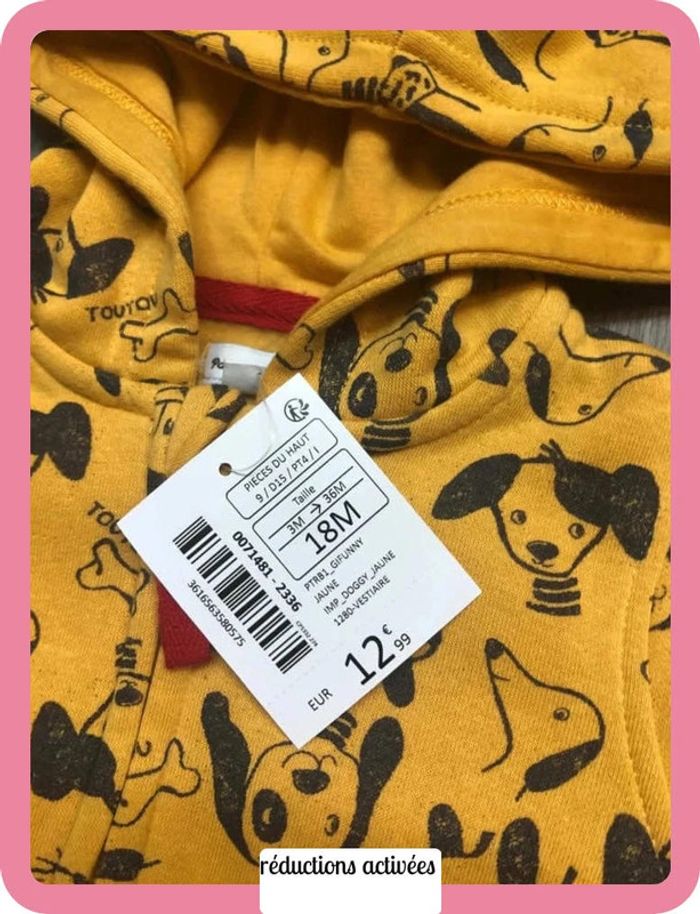 TOUTOU
TOU
PIECES DU HAUT
9 / D15 / PT4 / I
Taille
3M → 36M
18M
0071481 - 2336
3616563580575
PTRB1_GIFUNNY
JAUNE
IMP_DOGGY_JAUNE
1280-VESTIAIRE
EUR 12€99
réductions activées